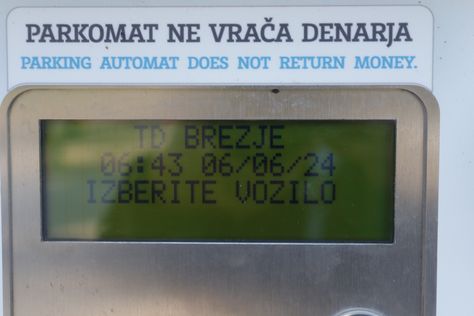 PARKOMAT NE VRAČA DENARJA
PARKING AUTOMAT DOES NOT RETURN MONEY.
TD BREZJE
06:43 06/06/24
IZBERITE VOZILO